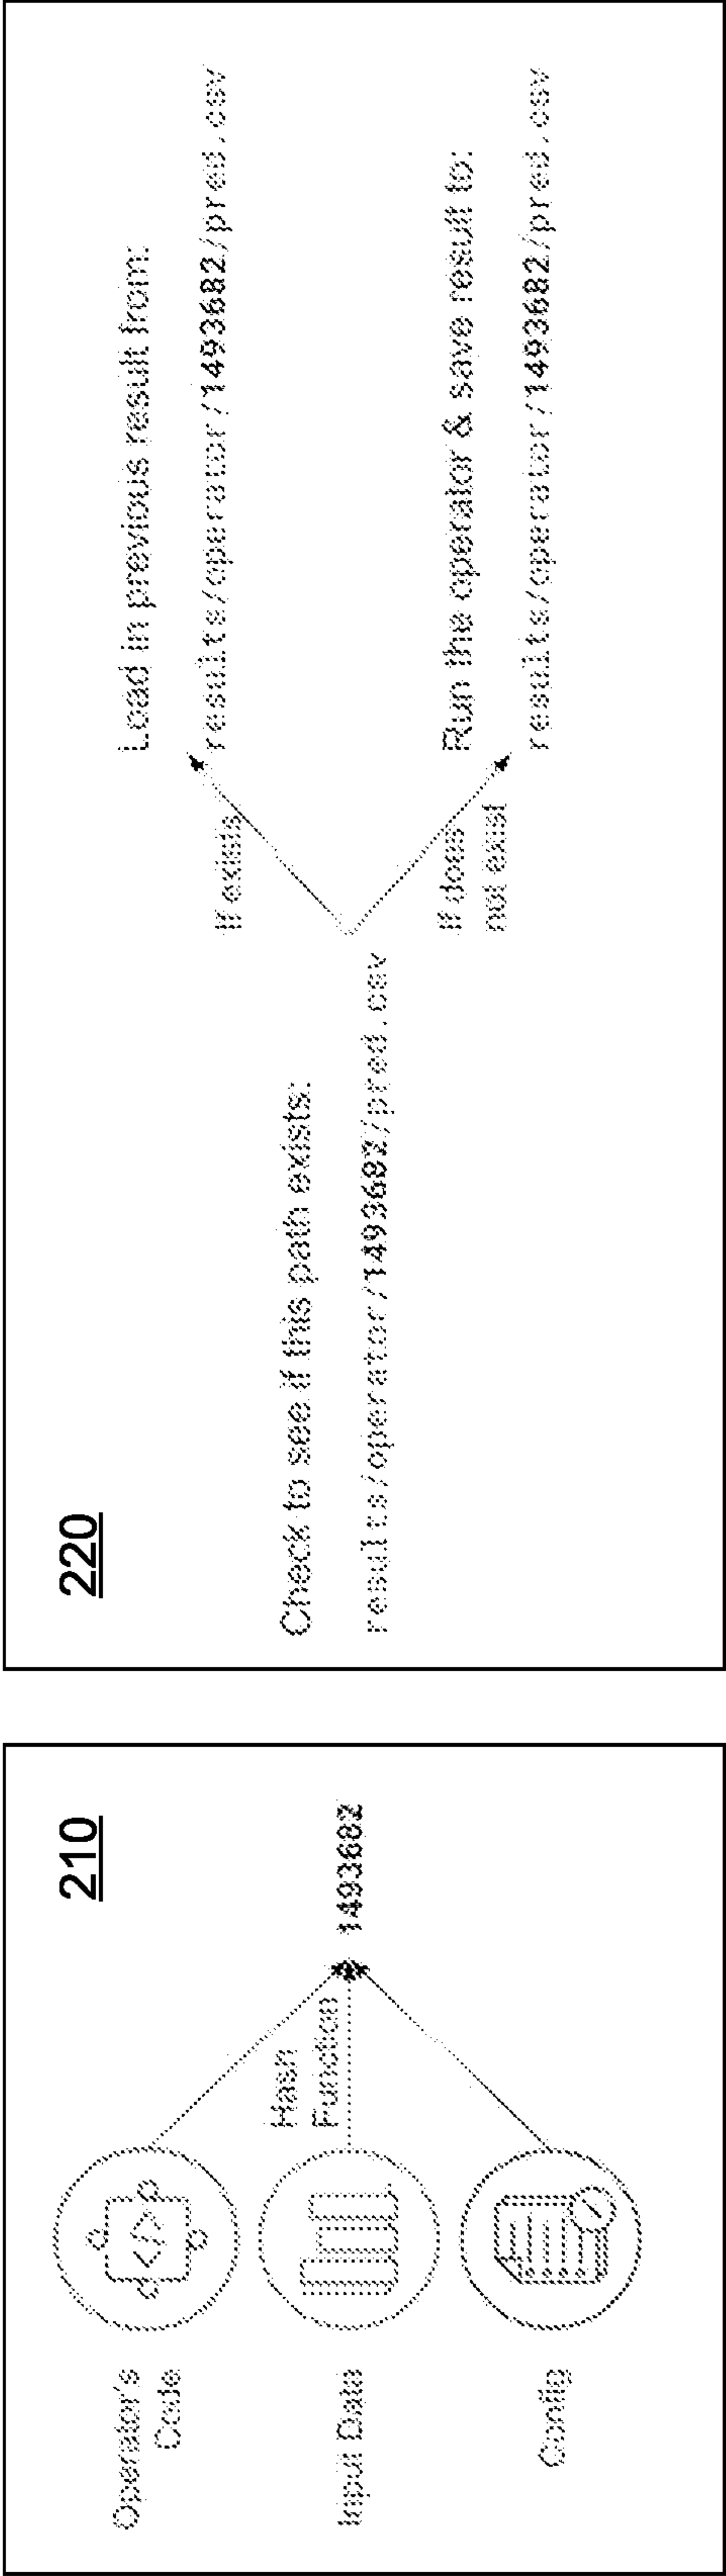 210
Operator's
Code
Hash
Function
Input Data
1493682
Config
220
Check to see if this path exists:
results/operator/1493682/pred.csv
If exists
Load in previous result from:
results/operator/1493682/pred.csv
If does
not exist
Run the operator & save result to:
results/operator/1493682/pred.csv